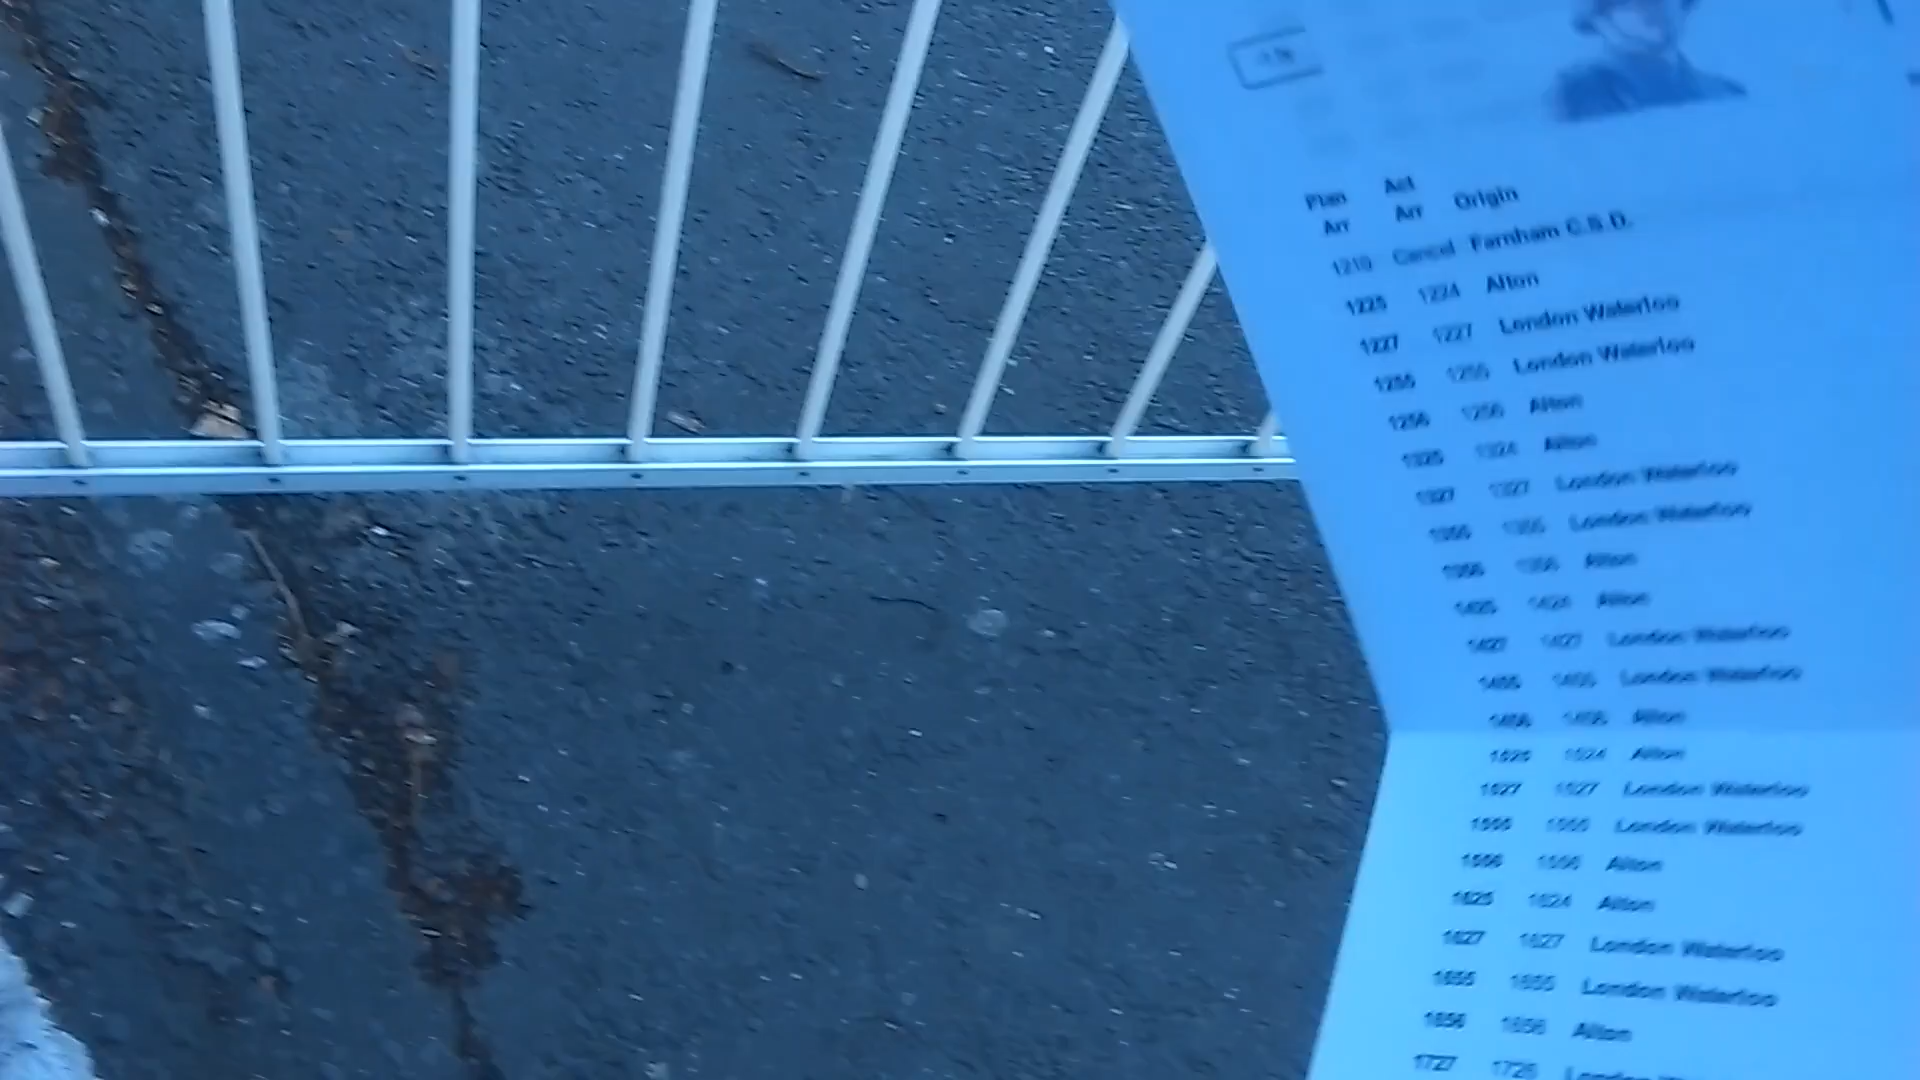 Plan Act
Arr Arr Origin
1210 Cancel Farnham C.S.D.
1225 1224 Alton
1227 1227 London Waterloo
1255 1255 London Waterloo
1256 1256 Alton
1325 1324 Alton
1327 1327 London Waterloo
1355 1355 London Waterloo
1356 1356 Alton
1425 1424 Alton
1427 1427 London Waterloo
1455 1455 London Waterloo
1456 1456 Alton
1525 1524 Alton
1527 1527 London Waterloo
1555 1555 London Waterloo
1556 1556 Alton
1625 1624 Alton
1627 1627 London Waterloo
1655 1655 London Waterloo
1656 1656 Alton
1727 1726 London